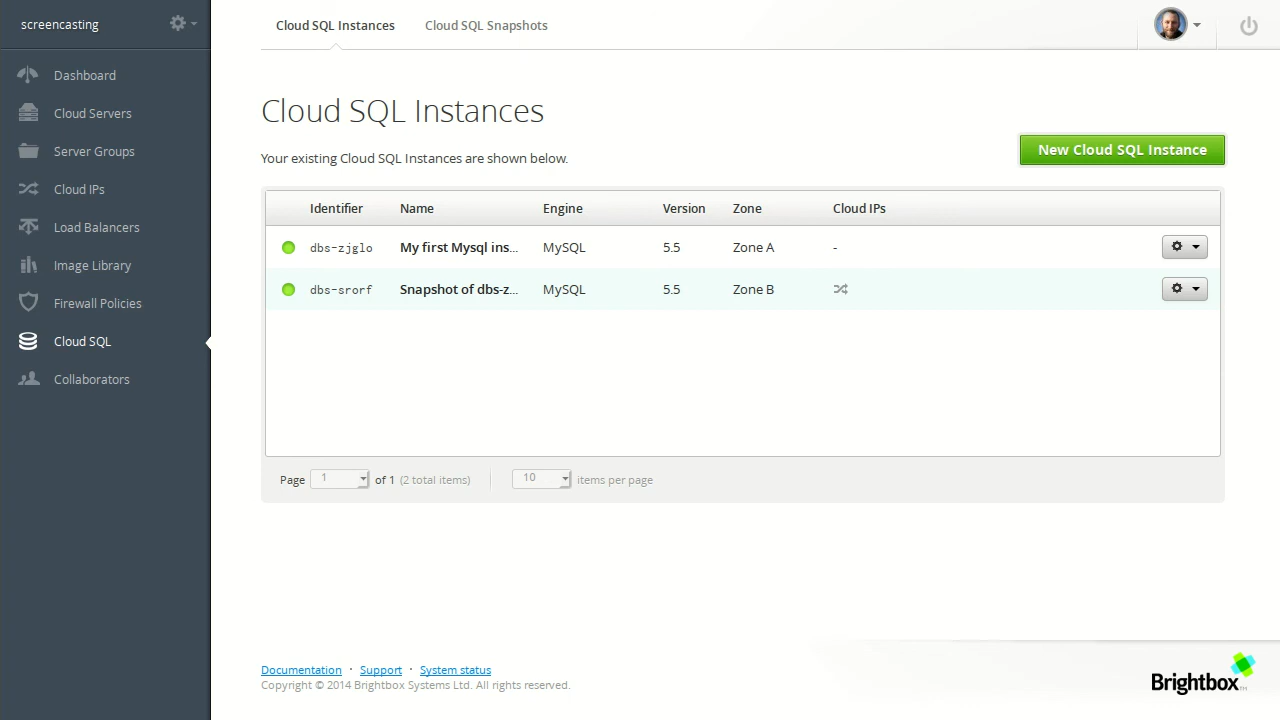 screencasting
Cloud SQL Instances
Cloud SQL Snapshots
Dashboard
Cloud Servers
Server Groups
Cloud IPs
Load Balancers
Image Library
Firewall Policies
Cloud SQL
Collaborators
Cloud SQL Instances
Your existing Cloud SQL Instances are shown below.
New Cloud SQL Instance
Identifier Name Engine Version Zone Cloud IPs
dbs-zjglo My first Mysql ins... MySQL 5.5 Zone A -
dbs-srorf Snapshot of dbs-z... MySQL 5.5 Zone B
Page 1 of 1 (2 total items) 10 items per page
Documentation · Support · System status
Copyright © 2014 Brightbox Systems Ltd. All rights reserved.
Brightbox™